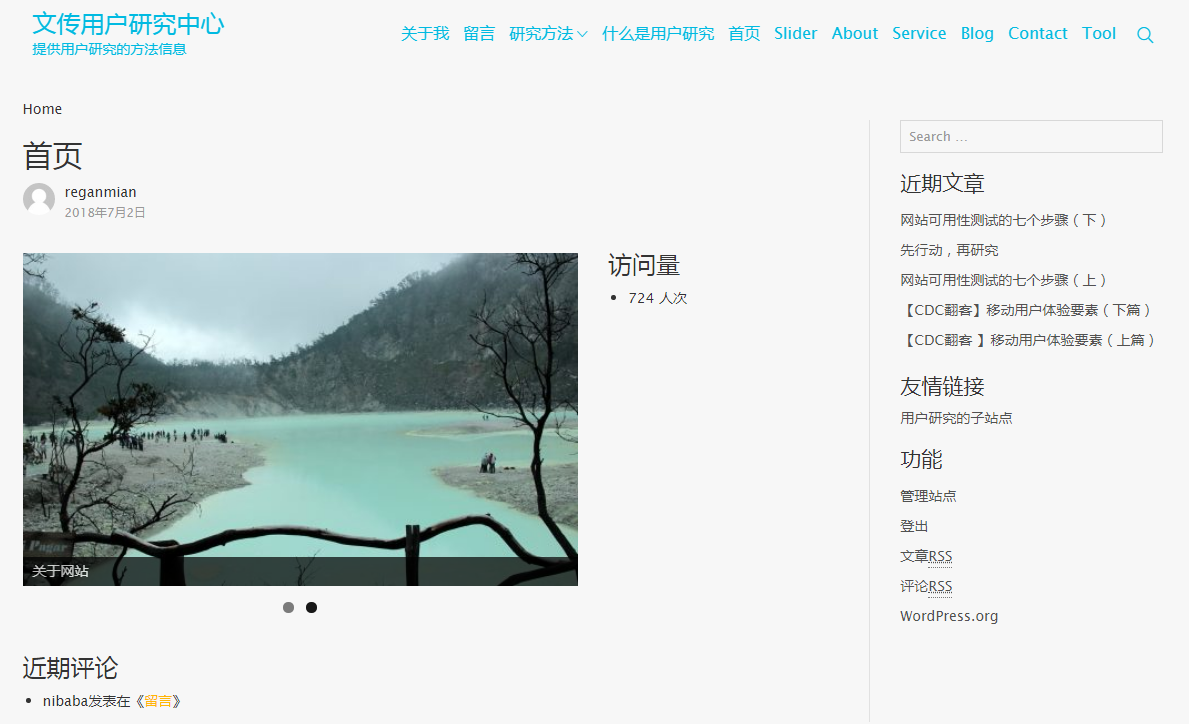 文传用户研究中心
提供用户研究的方法信息
关于我 留言 研究方法 什么是用户研究 首页 Slider About Service Blog Contact Tool
Home
首页
reganmian
2018年7月2日
Pagar
关于网站
访问量
724 人次
近期评论
nibaba发表在《留言》
Search …
近期文章
网站可用性测试的七个步骤（下）
先行动，再研究
网站可用性测试的七个步骤（上）
【CDC翻客】移动用户体验要素（下篇）
【CDC翻客 】移动用户体验要素（上篇）
友情链接
用户研究的子站点
功能
管理站点
登出
文章RSS
评论RSS
WordPress.org